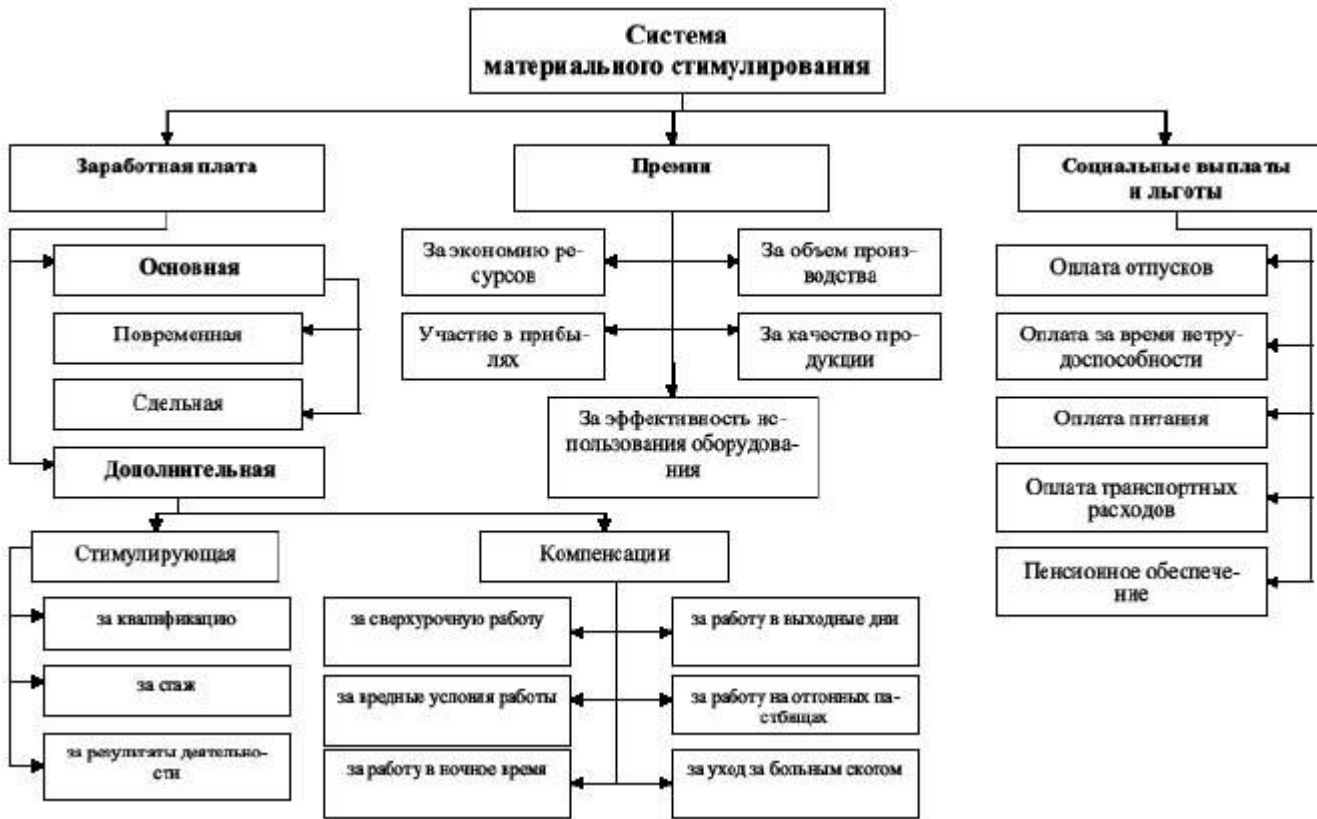 Система
материального стимулирования
Заработная плата
Премии
Социальные выплаты
и льготы
Основная
Повременная
Сдельная
Дополнительная
За экономию ре-
сурсов
За объем произ-
водства
Участие в прибы-
лях
За качество про-
дукции
За эффективность ис-
пользования оборудова-
ния
Оплата отпусков
Оплата за время нетру-
доспособности
Оплата питания
Оплата транспортных
расходов
Пенсионное обеспече-
ние
Стимулирующая
Компенсации
за квалификацию
за стаж
за результаты деятельно-
сти
за сверхурочную работу
за работу в выходные дни
за вредные условия работы
за работу на отгонных па-
стбищах
за работу в ночное время
за уход за больным скотом